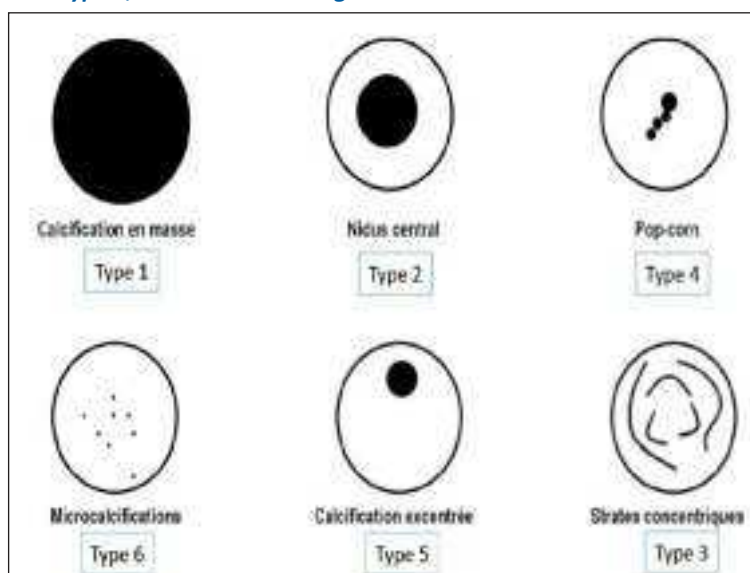 Calcification en masse
Nidus central
Pop-corn
Type 1
Type 2
Type 4
Microcalcifications
Calcification excentrée
Strates concentriques
Type 6
Type 5
Type 3